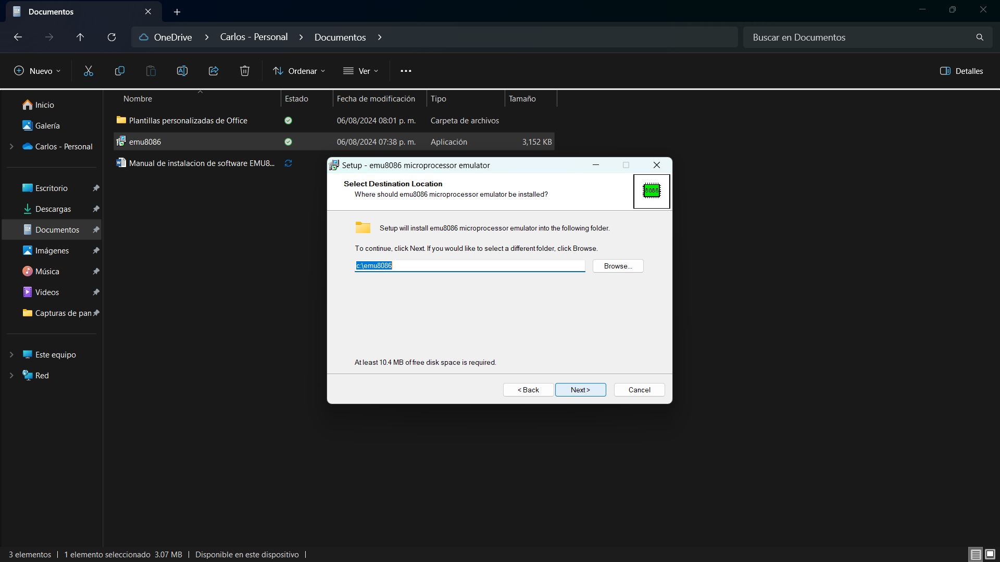 Documentos
OneDrive > Carlos - Personal > Documentos >
Buscar en Documentos
Nuevo
Ordenar
Ver
Detalles
Nombre
Estado
Fecha de modificación
Tipo
Tamaño
Plantillas personalizadas de Office
06/08/2024 08:01 p. m.
Carpeta de archivos
emu8086
06/08/2024 07:38 p. m.
Aplicación
3,152 KB
Manual de instalacion de software EMU8...
Inicio
Galería
Carlos - Personal
Escritorio
Descargas
Documentos
Imágenes
Música
Videos
Capturas de pan
Este equipo
Red
Setup - emu8086 microprocessor emulator
Select Destination Location
Where should emu8086 microprocessor emulator be installed?
8086
Setup will install emu8086 microprocessor emulator into the following folder.
To continue, click Next. If you would like to select a different folder, click Browse.
c:\emu8086
Browse...
At least 10.4 MB of free disk space is required.
< Back
Next >
Cancel
3 elementos | 1 elemento seleccionado 3.07 MB | Disponible en este dispositivo |